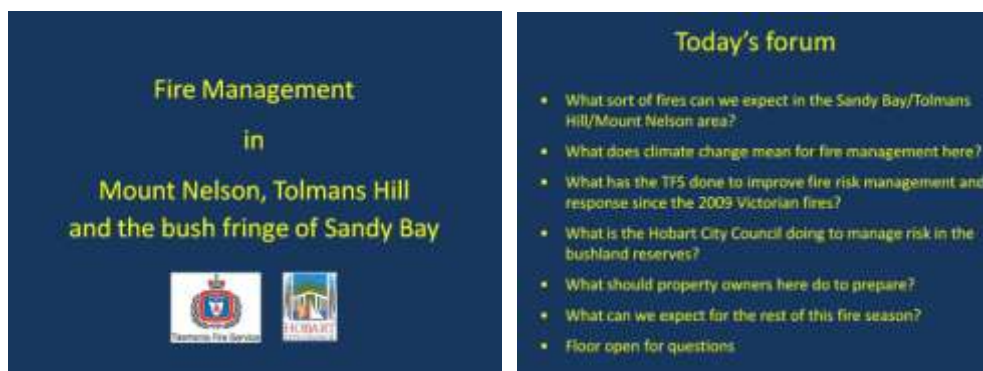 Fire Management
in
Mount Nelson, Tolmans Hill
and the bush fringe of Sandy Bay
Tasmania Fire Service
HOBART
Today's forum
• What sort of fires can we expect in the Sandy Bay/Tolmans
Hill/Mount Nelson area?
• What does climate change mean for fire management here?
• What has the TFS done to improve fire risk management and
response since the 2009 Victorian fires?
• What is the Hobart City Council doing to manage risk in the
bushland reserves?
• What should property owners here do to prepare?
• What can we expect for the rest of this fire season?
• Floor open for questions